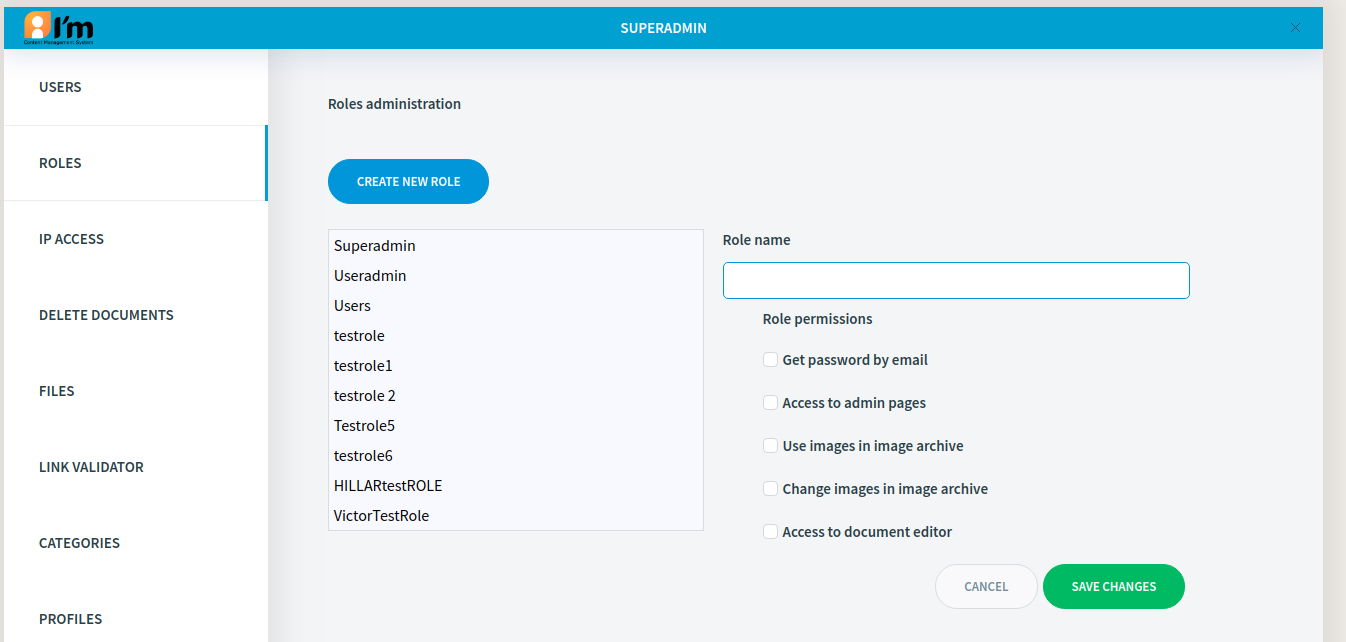 I'm
Content Management System
SUPERADMIN
USERS
ROLES
IP ACCESS
DELETE DOCUMENTS
FILES
LINK VALIDATOR
CATEGORIES
PROFILES
Roles administration
CREATE NEW ROLE
Superadmin
Useradmin
Users
testrole
testrole1
testrole 2
Testrole5
testrole6
HILLARtestROLE
VictorTestRole
Role name
Role permissions
Get password by email
Access to admin pages
Use images in image archive
Change images in image archive
Access to document editor
CANCEL
SAVE CHANGES